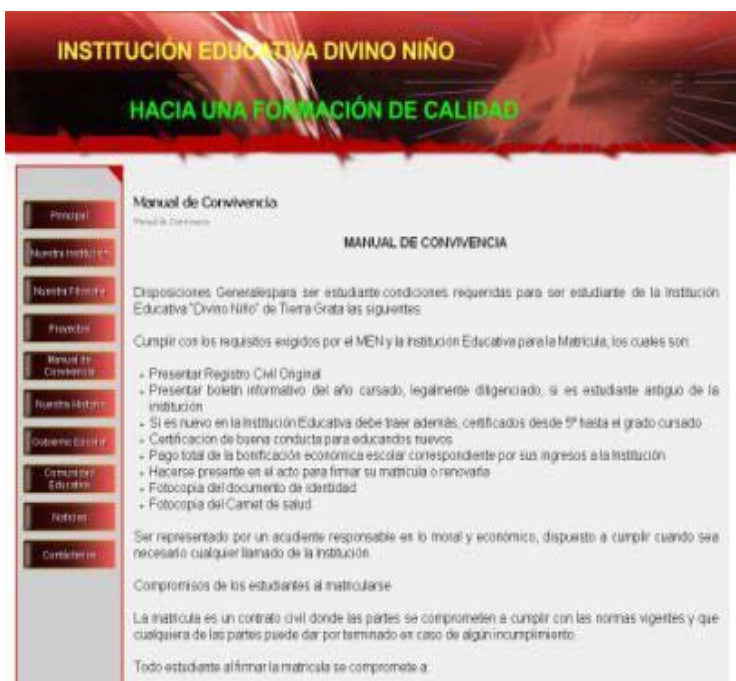 INSTITUCIÓN EDUCATIVA DIVINO NIÑO
HACIA UNA FORMACIÓN DE CALIDAD
Principal
Nuestra Institución
Nuestra Filosofía
Proyectos
Manual de
Convivencia
Nuestra Historia
Gobierno Escolar
Comunidad
Educativa
Noticias
Contáctenos
Manual de Convivencia
Manual de Convivencia
MANUAL DE CONVIVENCIA
Disposiciones Generalespara ser estudiante.condiciones requeridas para ser estudiante de la Institución
Educativa "Divino Niño" de Tierra Grata las siguientes:
Cumplir con los requisitos exigidos por el MEN y la Institución Educativa para la Matrícula, los cuales son:
Presentar Registro Civil Original
Presentar boletín informativo del año cursado, legalmente diligenciado, si es estudiante antiguo de la
institución
Si es nuevo en la Institución Educativa debe traer además, certificados desde 5º hasta el grado cursado
Certificación de buena conducta para educandos nuevos
Pago total de la bonificación económica escolar correspondiente por sus ingresos a la Institución
Hacerse presente en el acto para firmar su matrícula o renovarla
Fotocopia del documento de identidad
Fotocopia del Carnet de salud
Ser representado por un acudiente responsable en lo moral y económico, dispuesto a cumplir cuando sea
necesario cualquier llamado de la institución.
Compromisos de los estudiantes al matricularse
La matrícula es un contrato civil donde las partes se comprometen a cumplir con las normas vigentes y que
cualquiera de las partes puede dar por terminado en caso de algún incumplimiento.
Todo estudiante al firmar la matrícula se compromete a: